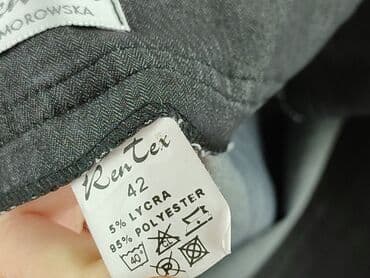 MOROWSKA
RenTex
42
5% LYCRA
85% POLYESTER
40°